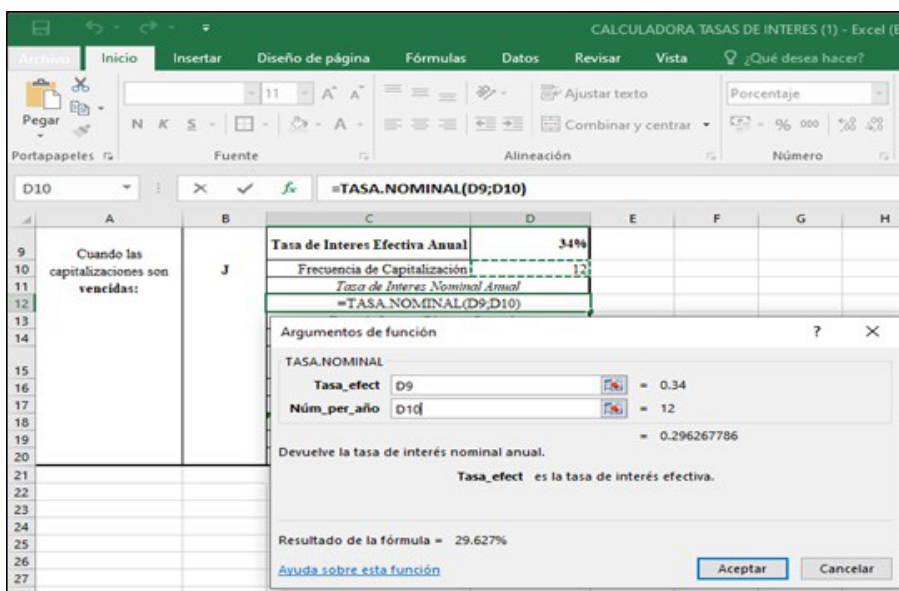 CALCULADORA TASAS DE INTERES (1) - Excel (E
Archivo Inicio Insertar Diseño de página Fórmulas Datos Revisar Vista ¿Qué desea hacer?
Pegar
11 A A Ajustar texto Porcentaje
N K S A Combinar y centrar % 000
Portapapeles Fuente Alineación Número
D10 fx =TASA.NOMINAL(D9;D10)
A B C D E F G H
9 Cuando las capitalizaciones son vencidas: J Tasa de Interes Efectiva Anual 34%
10 Frecuencia de Capitalización 12
11 Tasa de Interes Nominal Anual
12 =TASA.NOMINAL(D9;D10)
13
14
15
16
17
18
19
20
21
22
23
24
25
26
27
Argumentos de función ? ×
TASA.NOMINAL
Tasa_efect D9 = 0.34
Núm_per_año D10 = 12
= 0.296267786
Devuelve la tasa de interés nominal anual.
Tasa_efect es la tasa de interés efectiva.
Resultado de la fórmula = 29.627%
Ayuda sobre esta función Aceptar Cancelar